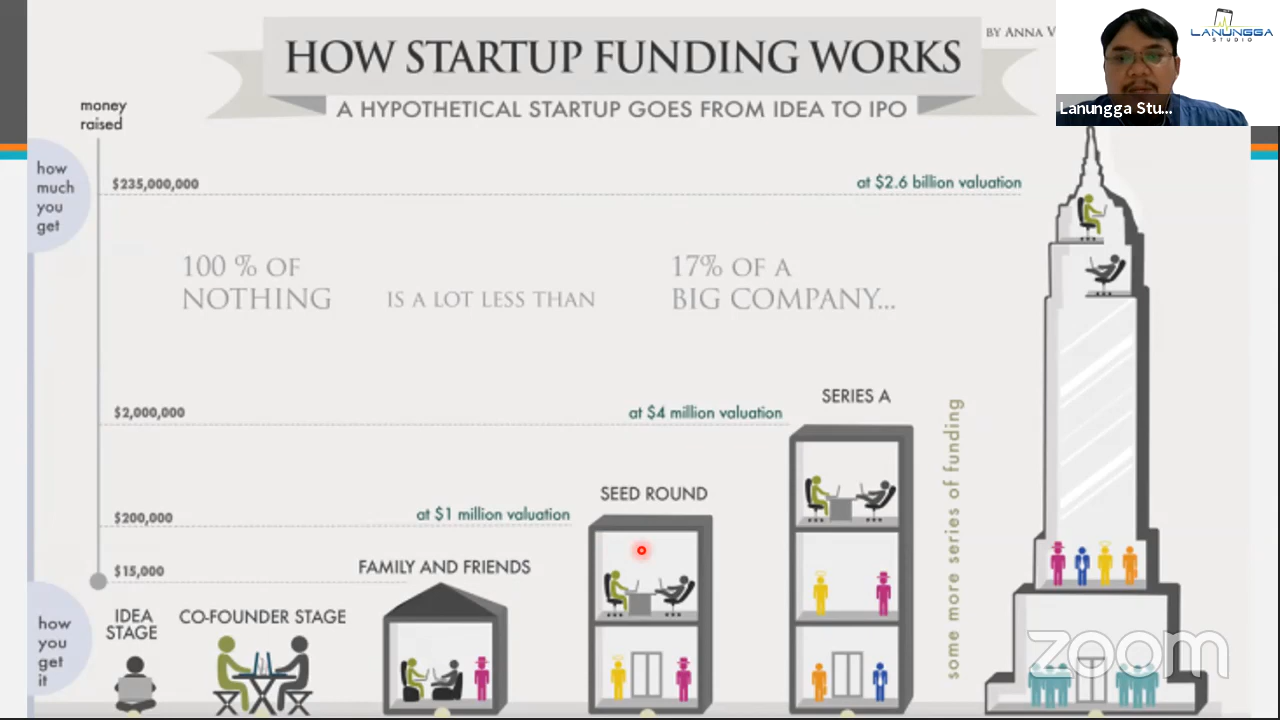 HOW STARTUP FUNDING WORKS
BY ANNA V
A HYPOTHETICAL STARTUP GOES FROM IDEA TO IPO
LANUNGGA
STUDIO
Lanungga Stu...
money
raised
how
much
you
get
$235,000,000
at $2.6 billion valuation
100 % OF
NOTHING
IS A LOT LESS THAN
17% OF A
BIG COMPANY...
SERIES A
$2,000,000
at $4 million valuation
some more series of funding
SEED ROUND
$200,000
at $1 million valuation
FAMILY AND FRIENDS
$15,000
how
you
get
it
IDEA
STAGE
CO-FOUNDER STAGE
zoom